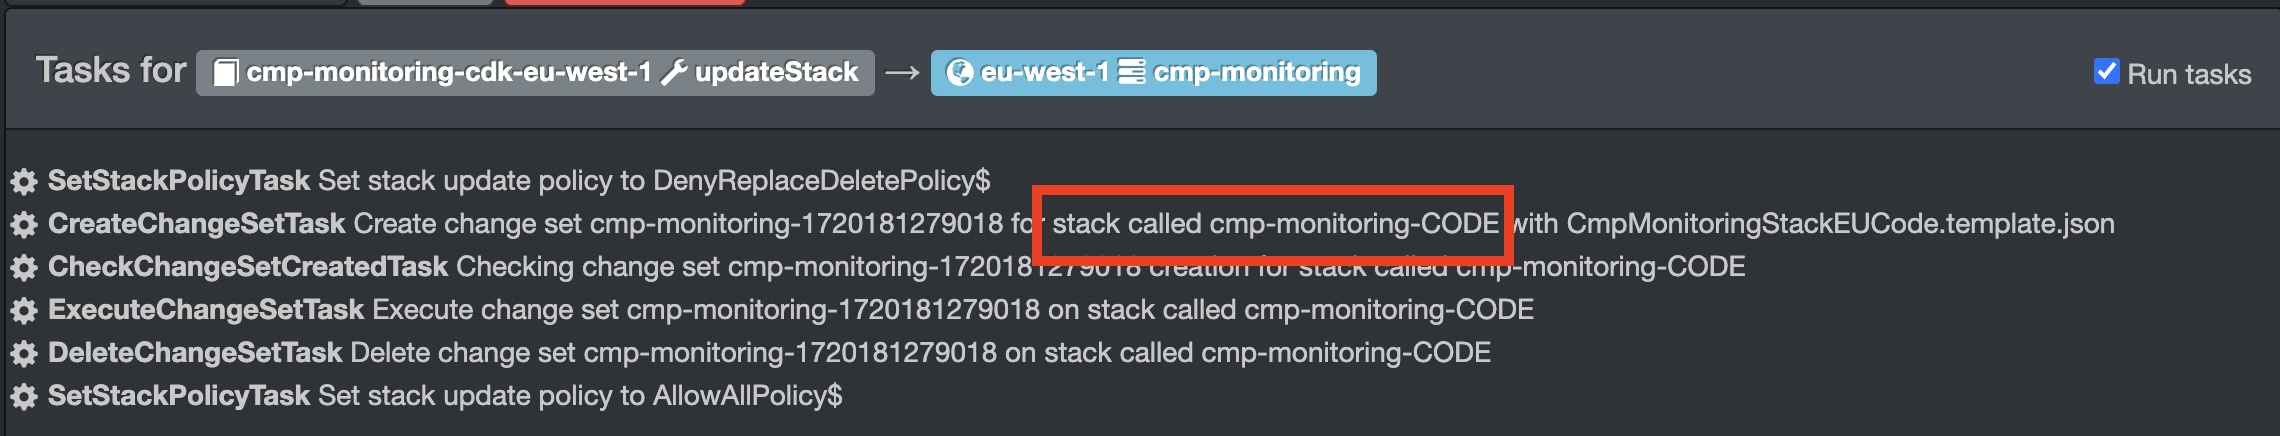 Tasks for cmp-monitoring-cdk-eu-west-1 updateStack → eu-west-1 cmp-monitoring Run tasks
SetStackPolicyTask Set stack update policy to DenyReplaceDeletePolicy$
CreateChangeSetTask Create change set cmp-monitoring-1720181279018 for stack called cmp-monitoring-CODE with CmpMonitoringStackEUCode.template.json
CheckChangeSetCreatedTask Checking change set cmp-monitoring-1720181279018 creation for stack called cmp-monitoring-CODE
ExecuteChangeSetTask Execute change set cmp-monitoring-1720181279018 on stack called cmp-monitoring-CODE
DeleteChangeSetTask Delete change set cmp-monitoring-1720181279018 on stack called cmp-monitoring-CODE
SetStackPolicyTask Set stack update policy to AllowAllPolicy$